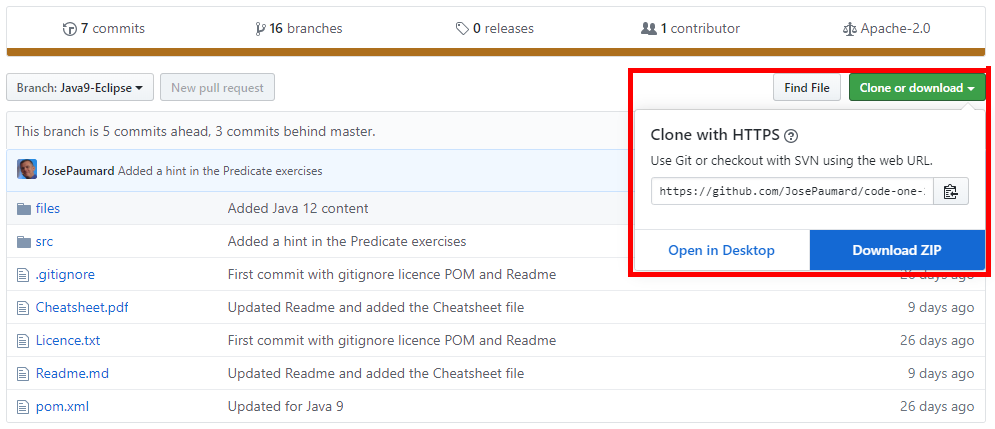 7 commits 16 branches 0 releases 1 contributor Apache-2.0
Branch: Java9-Eclipse New pull request Find File Clone or download
This branch is 5 commits ahead, 3 commits behind master.
Clone with HTTPS
Use Git or checkout with SVN using the web URL.
https://github.com/JosePaumard/code-one-
Open in Desktop Download ZIP
JosePaumard Added a hint in the Predicate exercises
files Added Java 12 content
src Added a hint in the Predicate exercises
.gitignore First commit with gitignore licence POM and Readme 26 days ago
Cheatsheet.pdf Updated Readme and added the Cheatsheet file 9 days ago
Licence.txt First commit with gitignore licence POM and Readme 26 days ago
Readme.md Updated Readme and added the Cheatsheet file 9 days ago
pom.xml Updated for Java 9 26 days ago